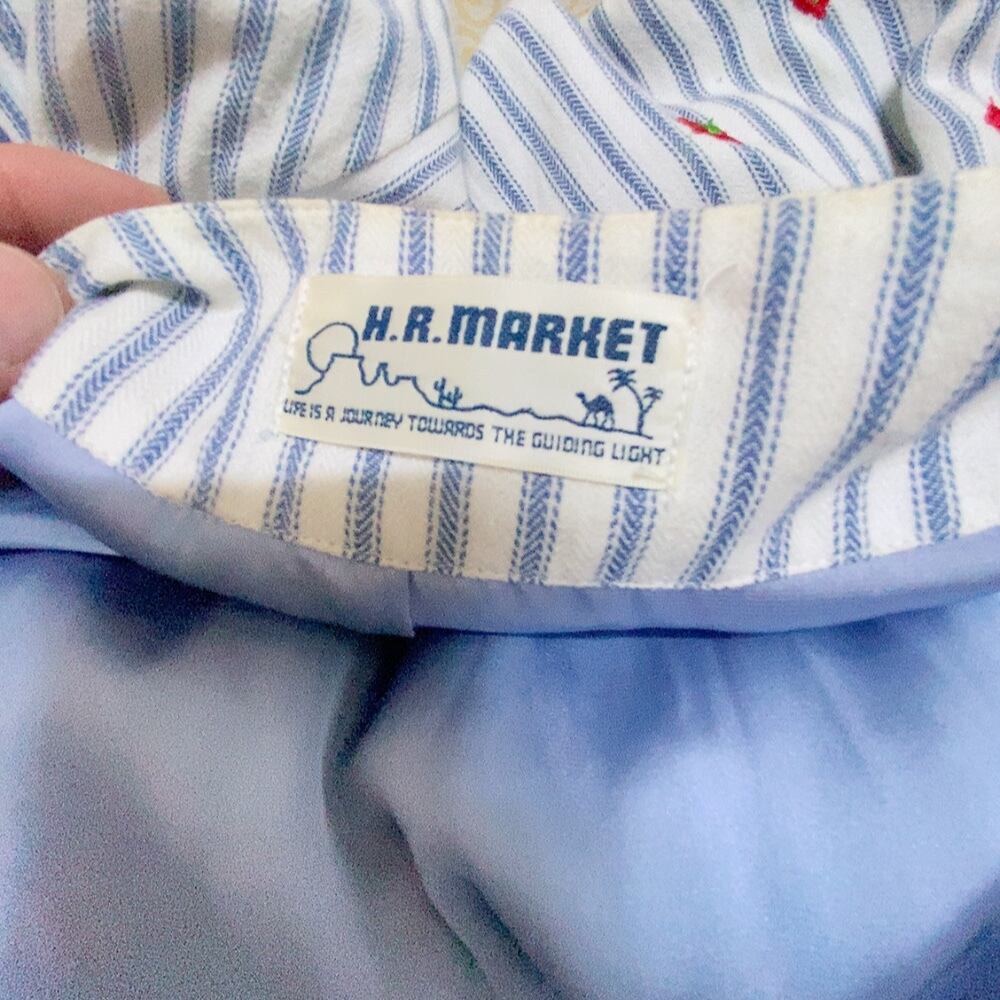 H.R.MARKET
LIFE IS A JOURNEY TOWARDS THE GUIDING LIGHT